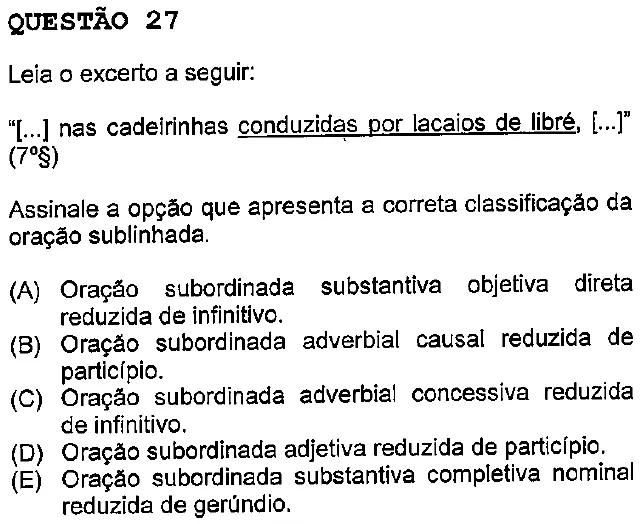 QUESTÃO 27
Leia o excerto a seguir:
"[...] nas cadeirinhas conduzidas por lacaios de libré, [...]"
(7º§)
Assinale a opção que apresenta a correta classificação da
oração sublinhada.
(A) Oração subordinada substantiva objetiva direta
reduzida de infinitivo.
(B) Oração subordinada adverbial causal reduzida de
particípio.
(C) Oração subordinada adverbial concessiva reduzida
de infinitivo.
(D) Oração subordinada adjetiva reduzida de particípio.
(E) Oração subordinada substantiva completiva nominal
reduzida de gerúndio.